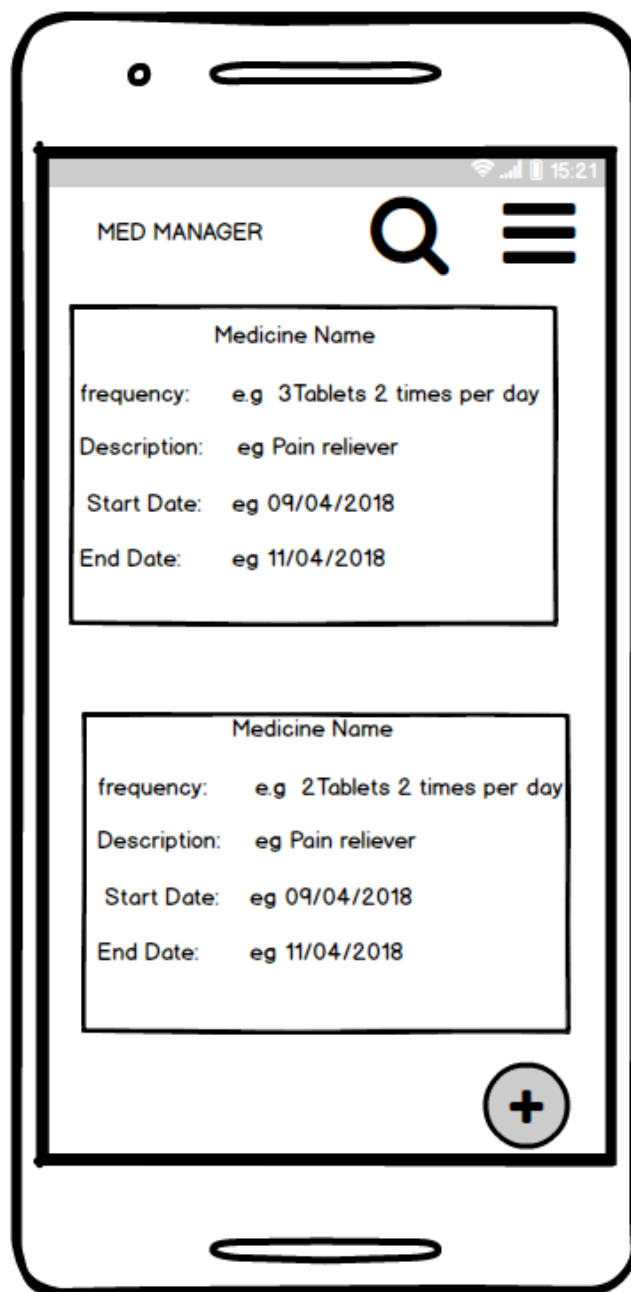 15:21
MED MANAGER
Medicine Name
frequency: e.g 3Tablets 2 times per day
Description: eg Pain reliever
Start Date: eg 09/04/2018
End Date: eg 11/04/2018
Medicine Name
frequency: e.g 2Tablets 2 times per day
Description: eg Pain reliever
Start Date: eg 09/04/2018
End Date: eg 11/04/2018
+